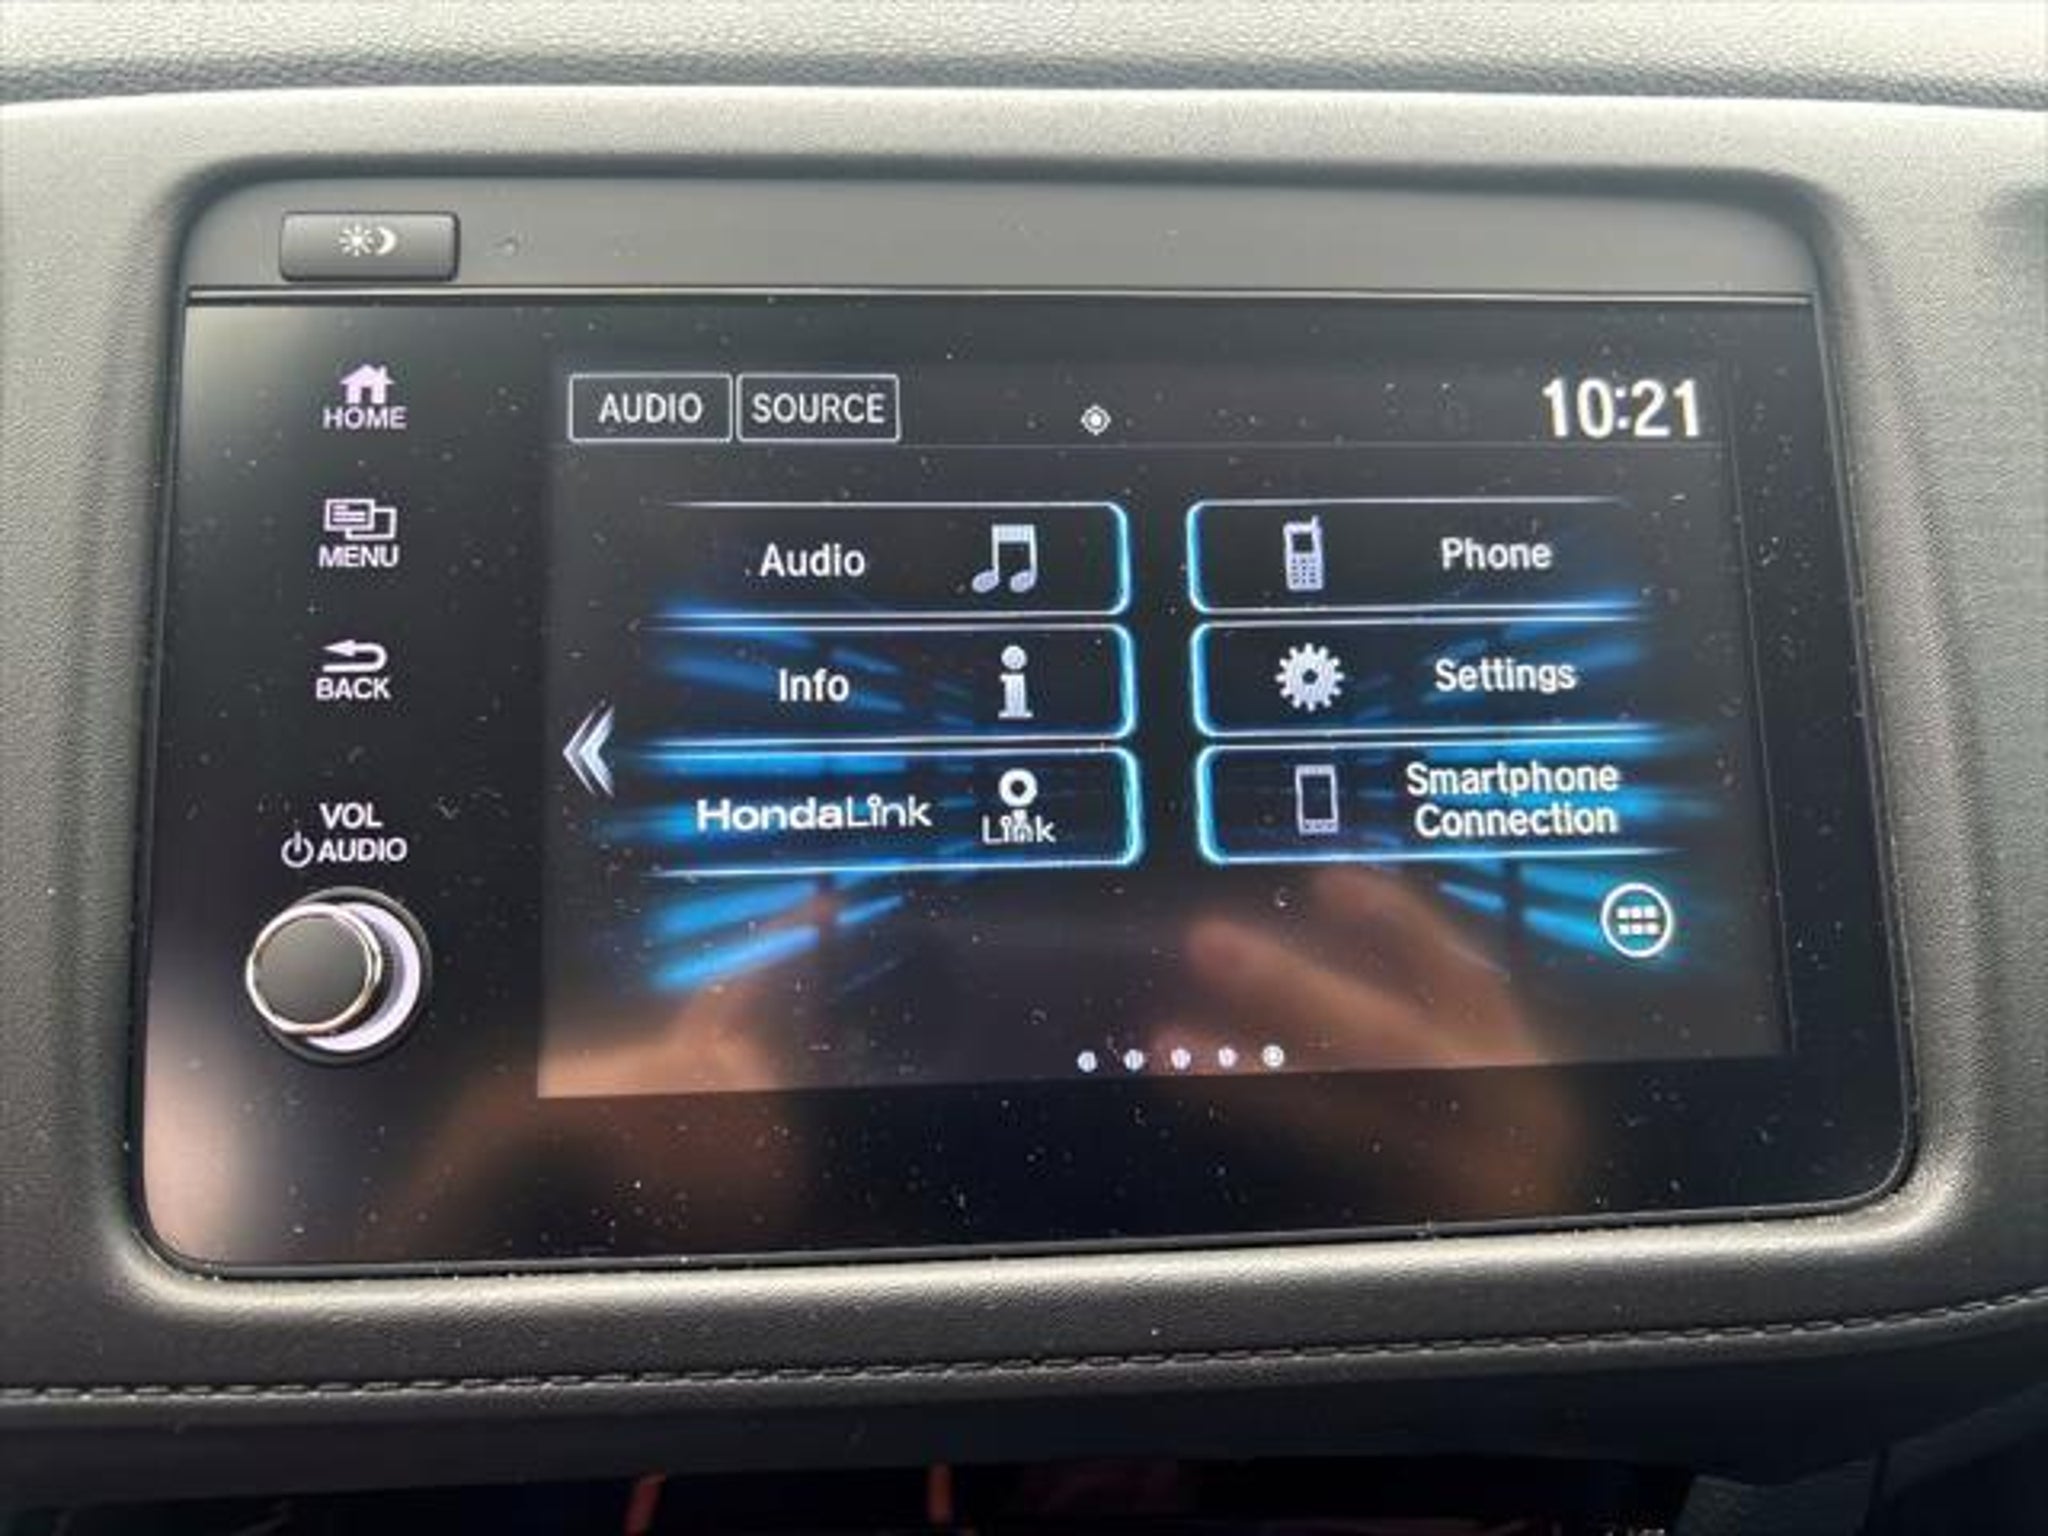 AUDIO SOURCE 10:21
HOME
MENU
BACK
VOL
AUDIO
Audio
Phone
Info
Settings
HondaLink
Link
Smartphone
Connection